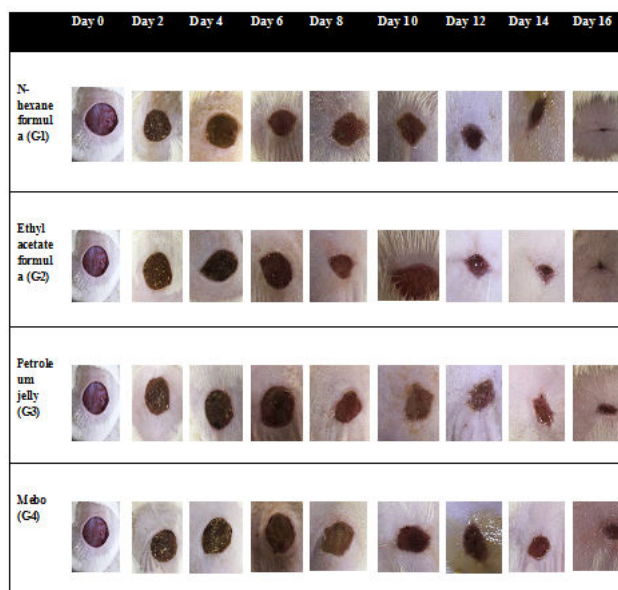 Day 0 Day 2 Day 4 Day 6 Day 8 Day 10 Day 12 Day 14 Day 16
N-
hexane
formul
a (G1)
Ethyl
acetate
formul
a (G2)
Petrole
um
jelly
(G3)
Mebo
(G4)